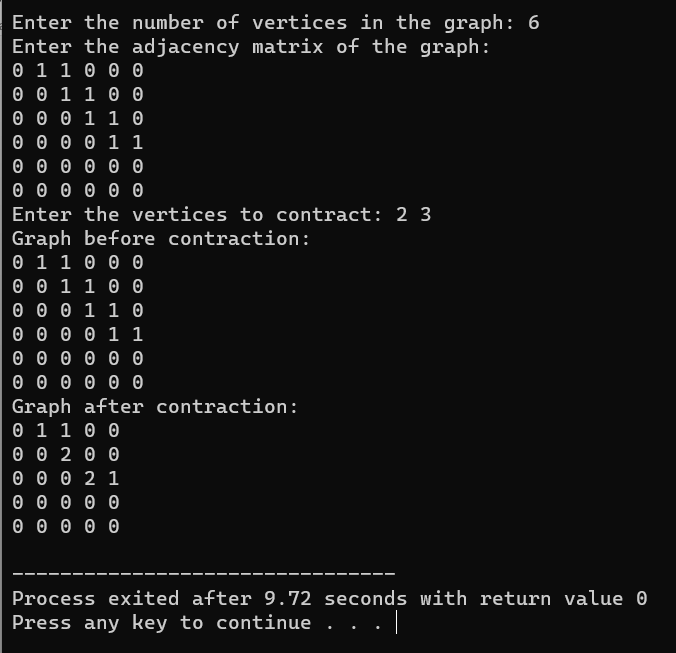 Enter the number of vertices in the graph: 6
Enter the adjacency matrix of the graph:
0 1 1 0 0 0
0 0 1 1 0 0
0 0 0 1 1 0
0 0 0 0 1 1
0 0 0 0 0 0
0 0 0 0 0 0
Enter the vertices to contract: 2 3
Graph before contraction:
0 1 1 0 0 0
0 0 1 1 0 0
0 0 0 1 1 0
0 0 0 0 1 1
0 0 0 0 0 0
0 0 0 0 0 0
Graph after contraction:
0 1 1 0 0
0 0 2 0 0
0 0 0 2 1
0 0 0 0 0
0 0 0 0 0
--------------------------------
Process exited after 9.72 seconds with return value 0
Press any key to continue . . .